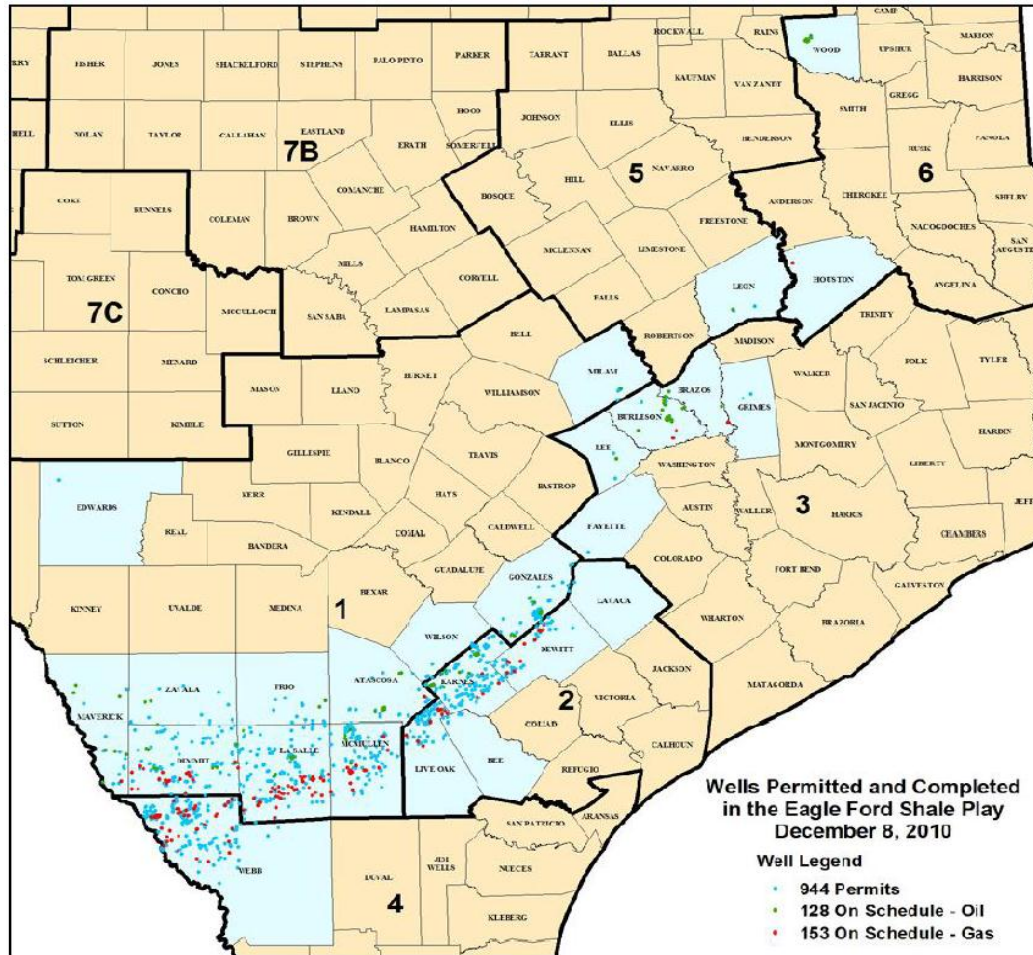 CAMP
MARION
ROCKWALL
RAINS
WOOD
UPSHUR
FISHER
JONES
SHACKELFORD
STEPHENS
PALO PINTO
PARKER
TARRANT
DALLAS
KAUFMAN
VAN ZANDT
HARRISON
GREGG
SMITH
HOOD
JOHNSON
ELLIS
NOLAN
TAYLOR
CALLAHAN
EASTLAND
ERATH
SOMERVELL
HENDERSON
PANOLA
RUSK
7B
5
6
BOSQUE
HILL
NAVARRO
COMANCHE
ANDERSON
CHEROKEE
SHELBY
COKE
RUNNELS
COLEMAN
BROWN
HAMILTON
FREESTONE
NACOGDOCHES
SAN
AUGUSTINE
MCLENNAN
LIMESTONE
MILLS
CORYELL
TOM GREEN
CONCHO
LEON
HOUSTON
ANGELINA
7C
MCCULLOCH
SAN SABA
LAMPASAS
FALLS
BELL
ROBERTSON
MADISON
TRINITY
SCHLEICHER
MENARD
MASON
LLANO
BURNET
WILLIAMSON
MILAM
BRAZOS
WALKER
POLK
TYLER
GRIMES
SAN JACINTO
BURLESON
SUTTON
KIMBLE
GILLESPIE
BLANCO
TRAVIS
LEE
MONTGOMERY
HARDIN
LIBERTY
WASHINGTON
BASTROP
HAYS
EDWARDS
KERR
KENDALL
AUSTIN
WALLER
3
HARRIS
JEFF
REAL
COMAL
CALDWELL
FAYETTE
CHAMBERS
BANDERA
GUADALUPE
COLORADO
FORT BEND
GALVESTON
GONZALES
KINNEY
UVALDE
MEDINA
BEXAR
1
LAVACA
WHARTON
BRAZORIA
WILSON
DEWITT
JACKSON
MATAGORDA
MAVERICK
ZAVALA
FRIO
ATASCOSA
KARNES
VICTORIA
2
GOLIAD
CALHOUN
DIMMIT
LA SALLE
MCMULLEN
LIVE OAK
BEE
REFUGIO
Wells Permitted and Completed
in the Eagle Ford Shale Play
December 8, 2010
ARANSAS
SAN PATRICIO
WEBB
DUVAL
JIM
WELLS
NUECES
4
KLEBERG
Well Legend
944 Permits
128 On Schedule - Oil
153 On Schedule - Gas